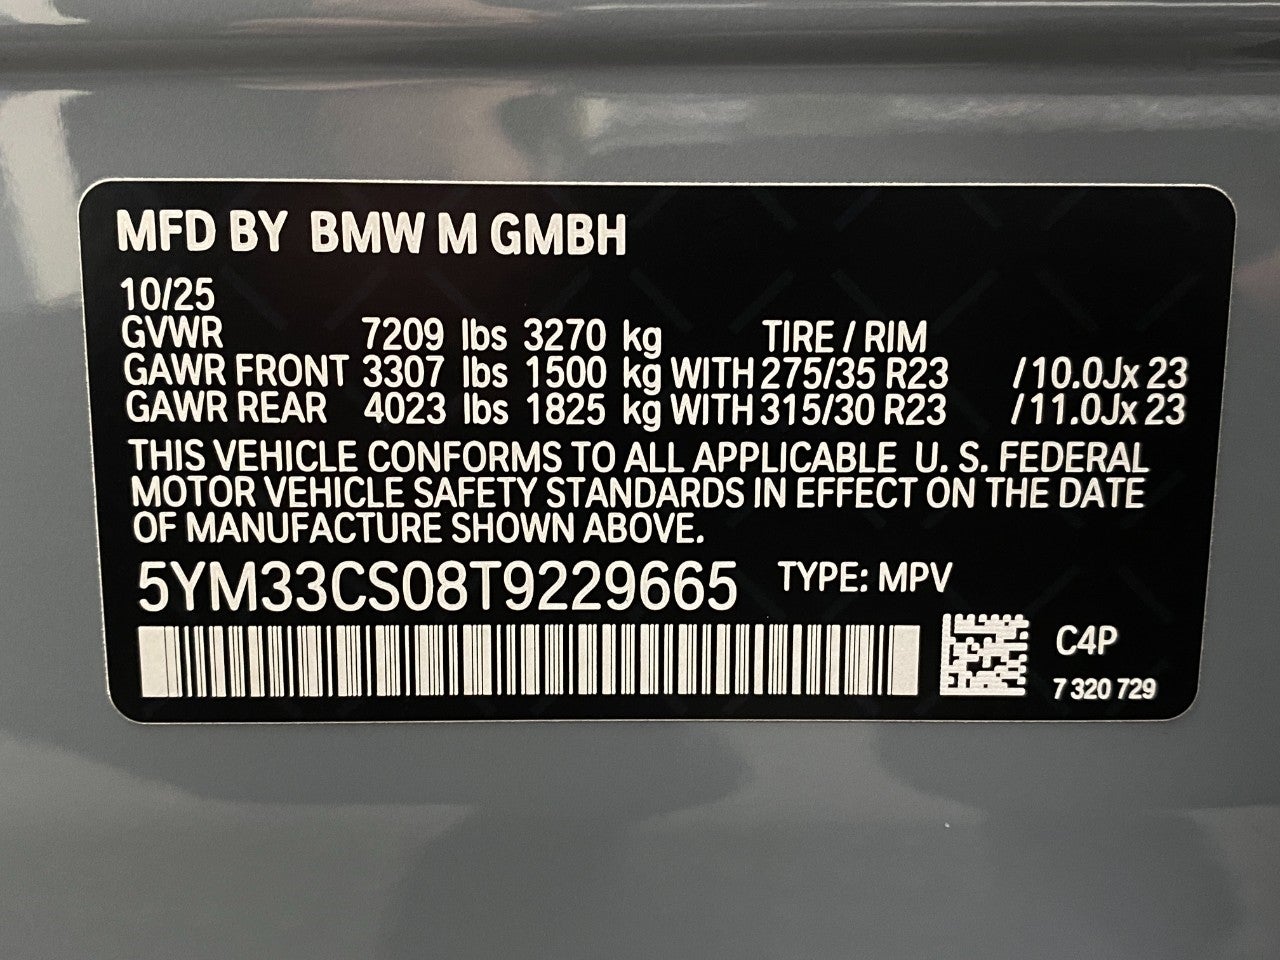 MFD BY BMW M GMBH
10/25
GVWR 7209 lbs 3270 kg TIRE / RIM
GAWR FRONT 3307 lbs 1500 kg WITH 275/35 R23 /10.0Jx 23
GAWR REAR 4023 lbs 1825 kg WITH 315/30 R23 /11.0Jx 23
THIS VEHICLE CONFORMS TO ALL APPLICABLE U. S. FEDERAL
MOTOR VEHICLE SAFETY STANDARDS IN EFFECT ON THE DATE
OF MANUFACTURE SHOWN ABOVE.
5YM33CS08T9229665 TYPE: MPV
C4P
7 320 729